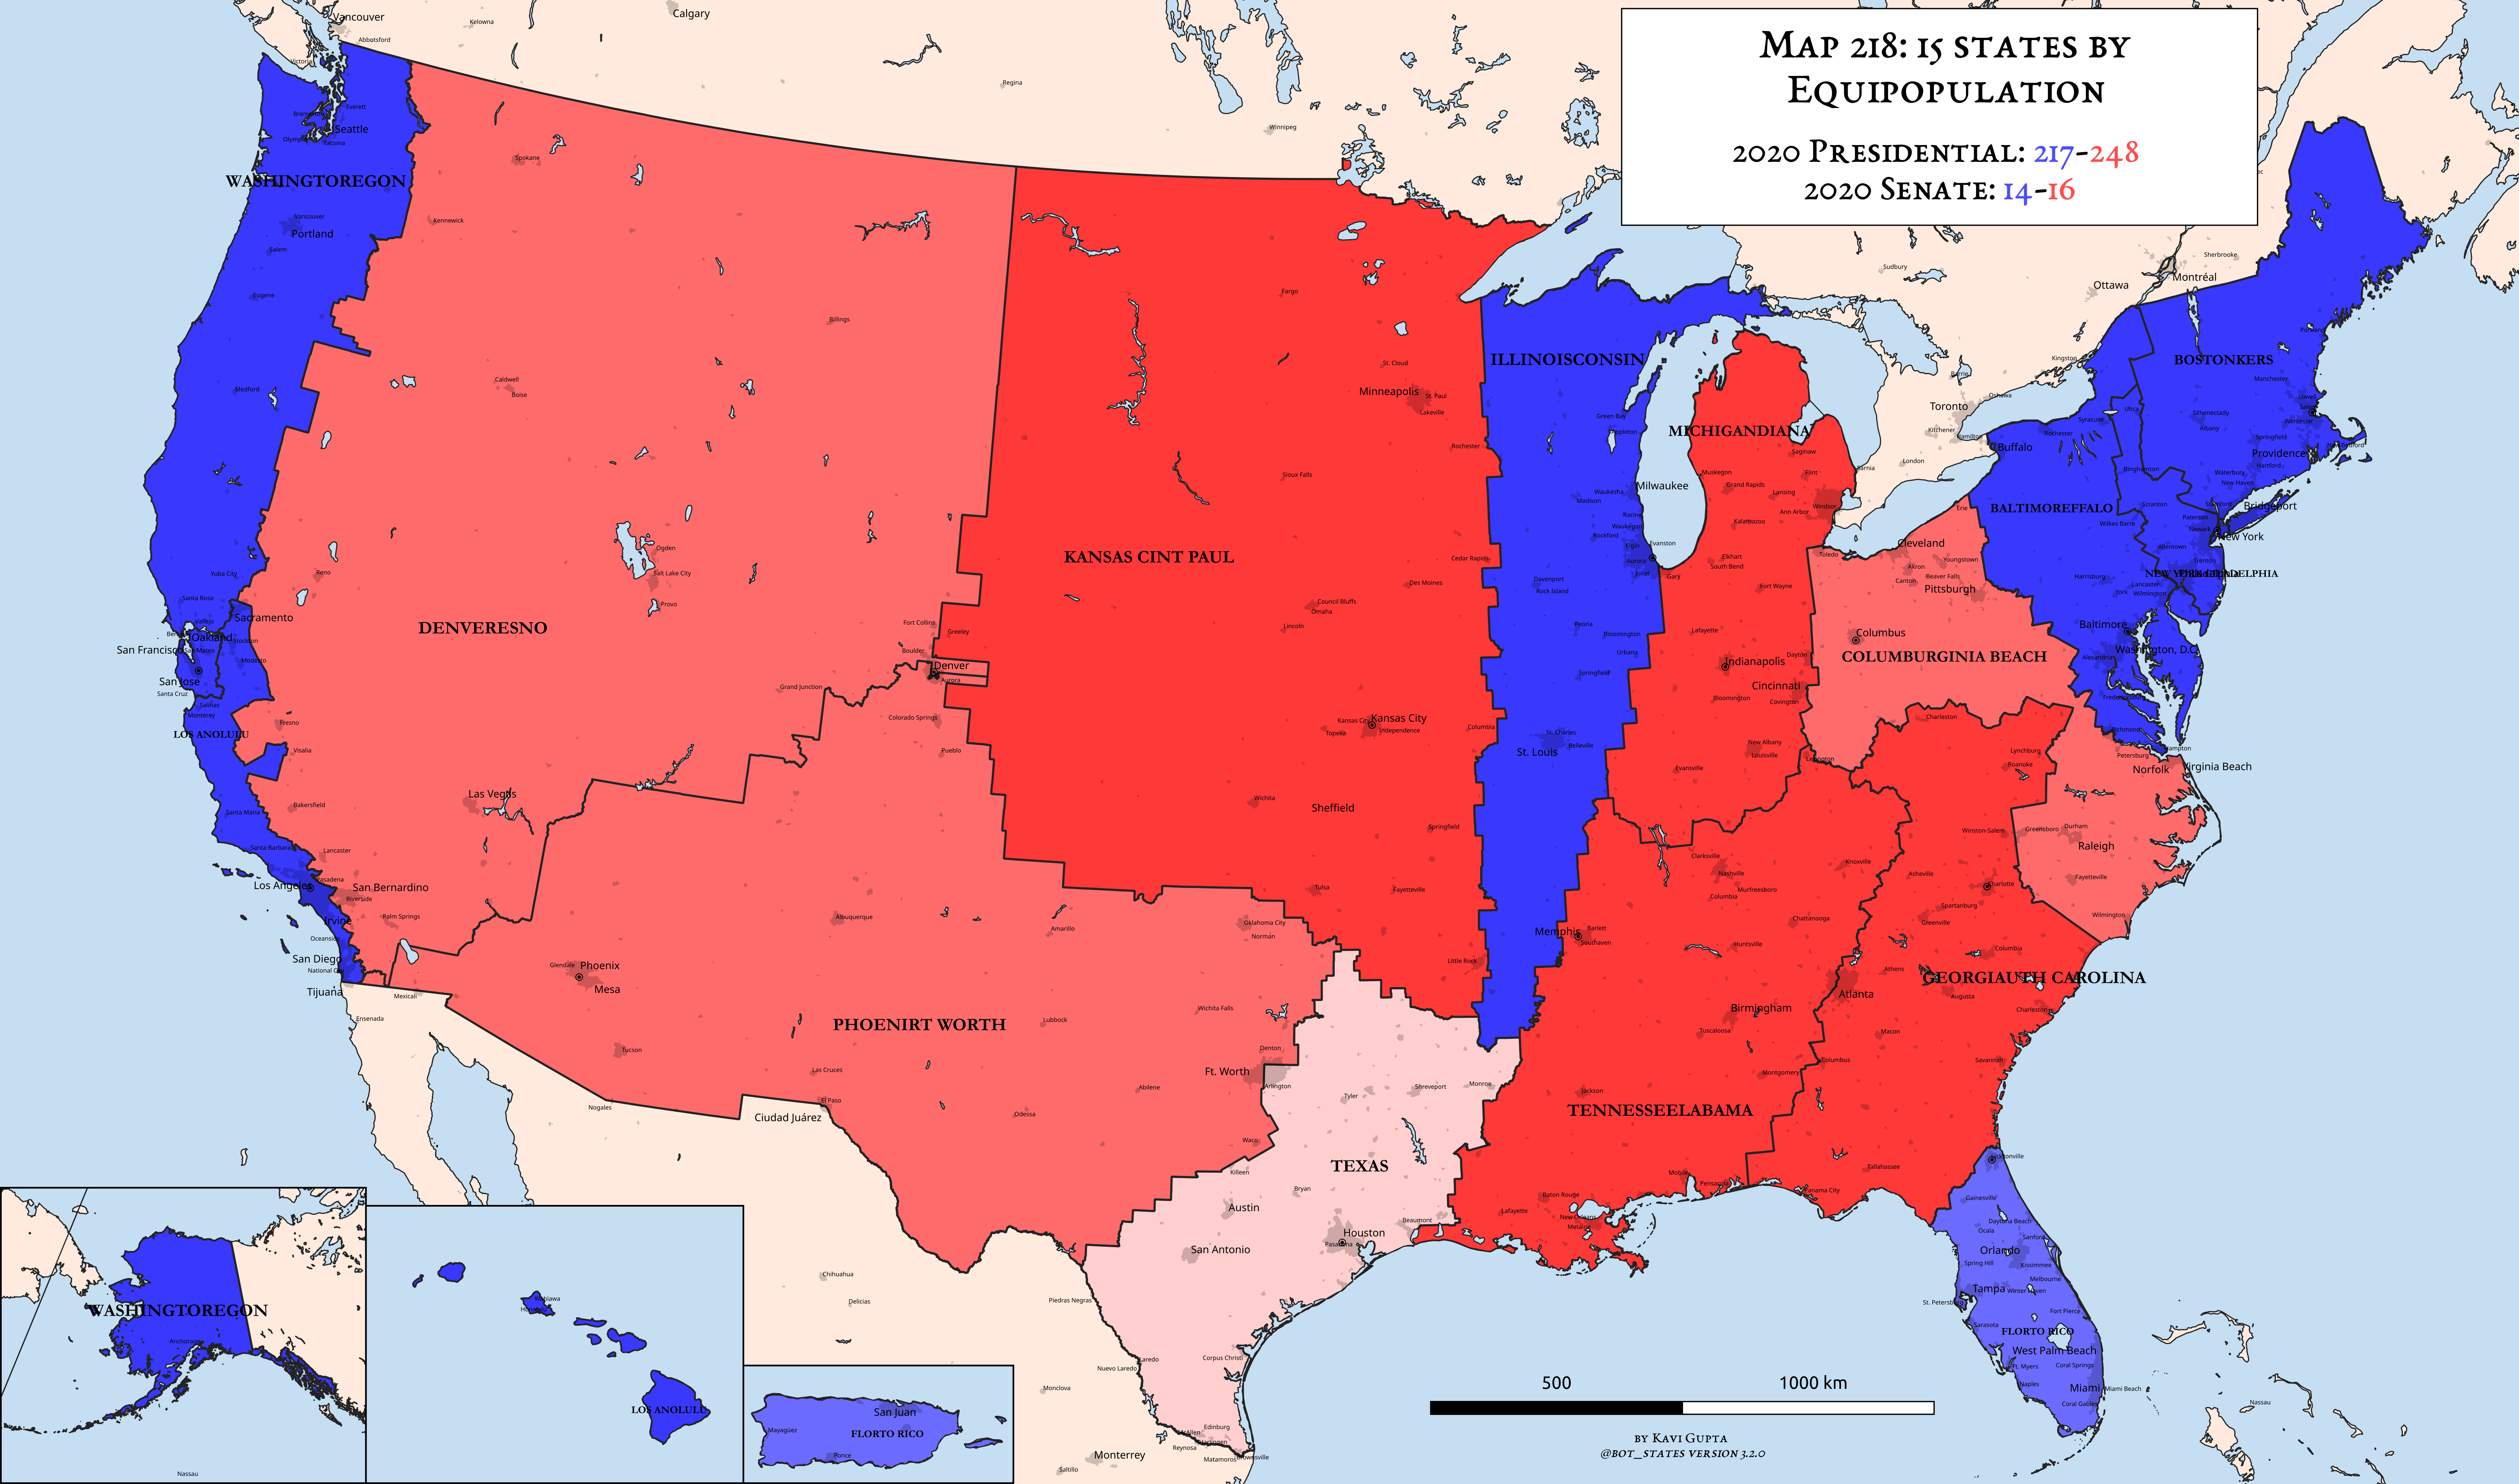 Map 218: 15 states by
Equipopulation
2020 Presidential: 217-248
2020 Senate: 14-16
Vancouver
Abbotsford
Kelowna
Calgary
Regina
Winnipeg
Victoria
Everett
Seattle
Tacoma
WASHINGTOREGON
Spokane
Kennewick
Vancouver
Portland
Salem
Eugene
Medford
Billings
Caldwell
Boise
Yuba City
Reno
Ogden
Salt Lake City
Provo
Santa Rosa
Vallejo
Sacramento
Oakland
Stockton
San Francisco
San Mateo
Modesto
San Jose
Santa Cruz
Salinas
Monterey
LOS ANOLULU
Fresno
Visalia
DENVERESNO
Fort Collins
Greeley
Boulder
Denver
Aurora
Grand Junction
Colorado Springs
Pueblo
Las Vegas
Bakersfield
Santa Maria
Santa Barbara
Lancaster
Pasadena
Los Angeles
San Bernardino
Riverside
Irvine
Palm Springs
Oceanside
San Diego
National City
Tijuana
Mexicali
Ensenada
Albuquerque
Amarillo
Glendale
Phoenix
Mesa
PHOENIRT WORTH
Tucson
Nogales
Las Cruces
El Paso
Ciudad Juárez
Lubbock
Wichita Falls
Oklahoma City
Norman
Denton
Ft. Worth
Arlington
Abilene
Odessa
Waco
Killeen
Fargo
St. Cloud
Minneapolis
St. Paul
Lakeville
Rochester
Sioux Falls
KANSAS CINT PAUL
Cedar Rapids
Des Moines
Council Bluffs
Omaha
Lincoln
Kansas City
Kansas City
Independence
Topeka
Columbia
Sheffield
Wichita
Springfield
Tulsa
Fayetteville
Little Rock
ILLINOISCONSIN
Green Bay
Appleton
Milwaukee
Waukesha
Madison
Racine
Waukegan
Rockford
Elgin
Evanston
Aurora
Joliet
Davenport
Rock Island
Peoria
Bloomington
Urbana
Springfield
St. Charles
St. Louis
Belleville
MICHIGANDIANA
Saginaw
Muskegon
Flint
Grand Rapids
Lansing
Ann Arbor
Windsor
Kalamazoo
Elkhart
South Bend
Gary
Fort Wayne
Lafayette
Indianapolis
Dayton
Cincinnati
Bloomington
Covington
New Albany
Louisville
Lexington
Evansville
Toledo
Cleveland
Youngstown
Akron
Canton
Beaver Falls
Pittsburgh
Erie
Columbus
COLUMBURGINIA BEACH
Charleston
Sudbury
Ottawa
Montréal
Sherbrooke
Kingston
Barrie
Oshawa
Toronto
Kitchener
Hamilton
London
Sarnia
Buffalo
Rochester
Syracuse
Utica
BALTIMOREFFALO
Binghamton
Scranton
Wilkes Barre
Allentown
Harrisburg
Lancaster
York
Wilmington
Trenton
Baltimore
Washington, D.C.
Alexandria
Richmond
Petersburg
Hampton
Norfolk
Virginia Beach
BOSTONKERS
Portland
Manchester
Lowell
Schenectady
Albany
Worcester
Springfield
Providence
New Bedford
Hartford
Waterbury
New Haven
Stamford
Bridgeport
Paterson
Newark
New York
Lynchburg
Roanoke
Winston-Salem
Greensboro
Durham
Raleigh
Fayetteville
Wilmington
Asheville
Charlotte
Spartanburg
Greenville
Columbia
GEORGIAUTH CAROLINA
Athens
Atlanta
Augusta
Charleston
Macon
Columbus
Savannah
Tallahassee
Panama City
Clarksville
Nashville
Murfreesboro
Columbia
Knoxville
Chattanooga
Memphis
Barlett
Southaven
Huntsville
Birmingham
Tuscaloosa
Montgomery
Jackson
TENNESSEELABAMA
Mobile
Pensacola
Baton Rouge
Lafayette
New Orleans
Metairie
TEXAS
Tyler
Shreveport
Monroe
Bryan
Austin
Houston
Pasadena
Beaumont
San Antonio
Corpus Christi
Laredo
Nuevo Laredo
Edinburg
McAllen
Harlingen
Reynosa
Matamoros
Brownsville
Chihuahua
Delicias
Piedras Negras
Monclova
Monterrey
Saltillo
Jacksonville
Gainesville
Daytona Beach
Ocala
Sanford
Orlando
Spring Hill
Kissimmee
Melbourne
Tampa
Winter Haven
St. Petersburg
Fort Pierce
Sarasota
FLORTO RICO
West Palm Beach
Ft. Myers
Coral Springs
Naples
Miami
Miami Beach
Coral Gables
Nassau
WASHINGTOREGON
Anchorage
Nassau
Wahiawa
LOS ANOLULU
San Juan
Mayagüez
FLORTO RICO
Ponce
500
1000 km
by Kavi Gupta
@bot_states version 3.2.0